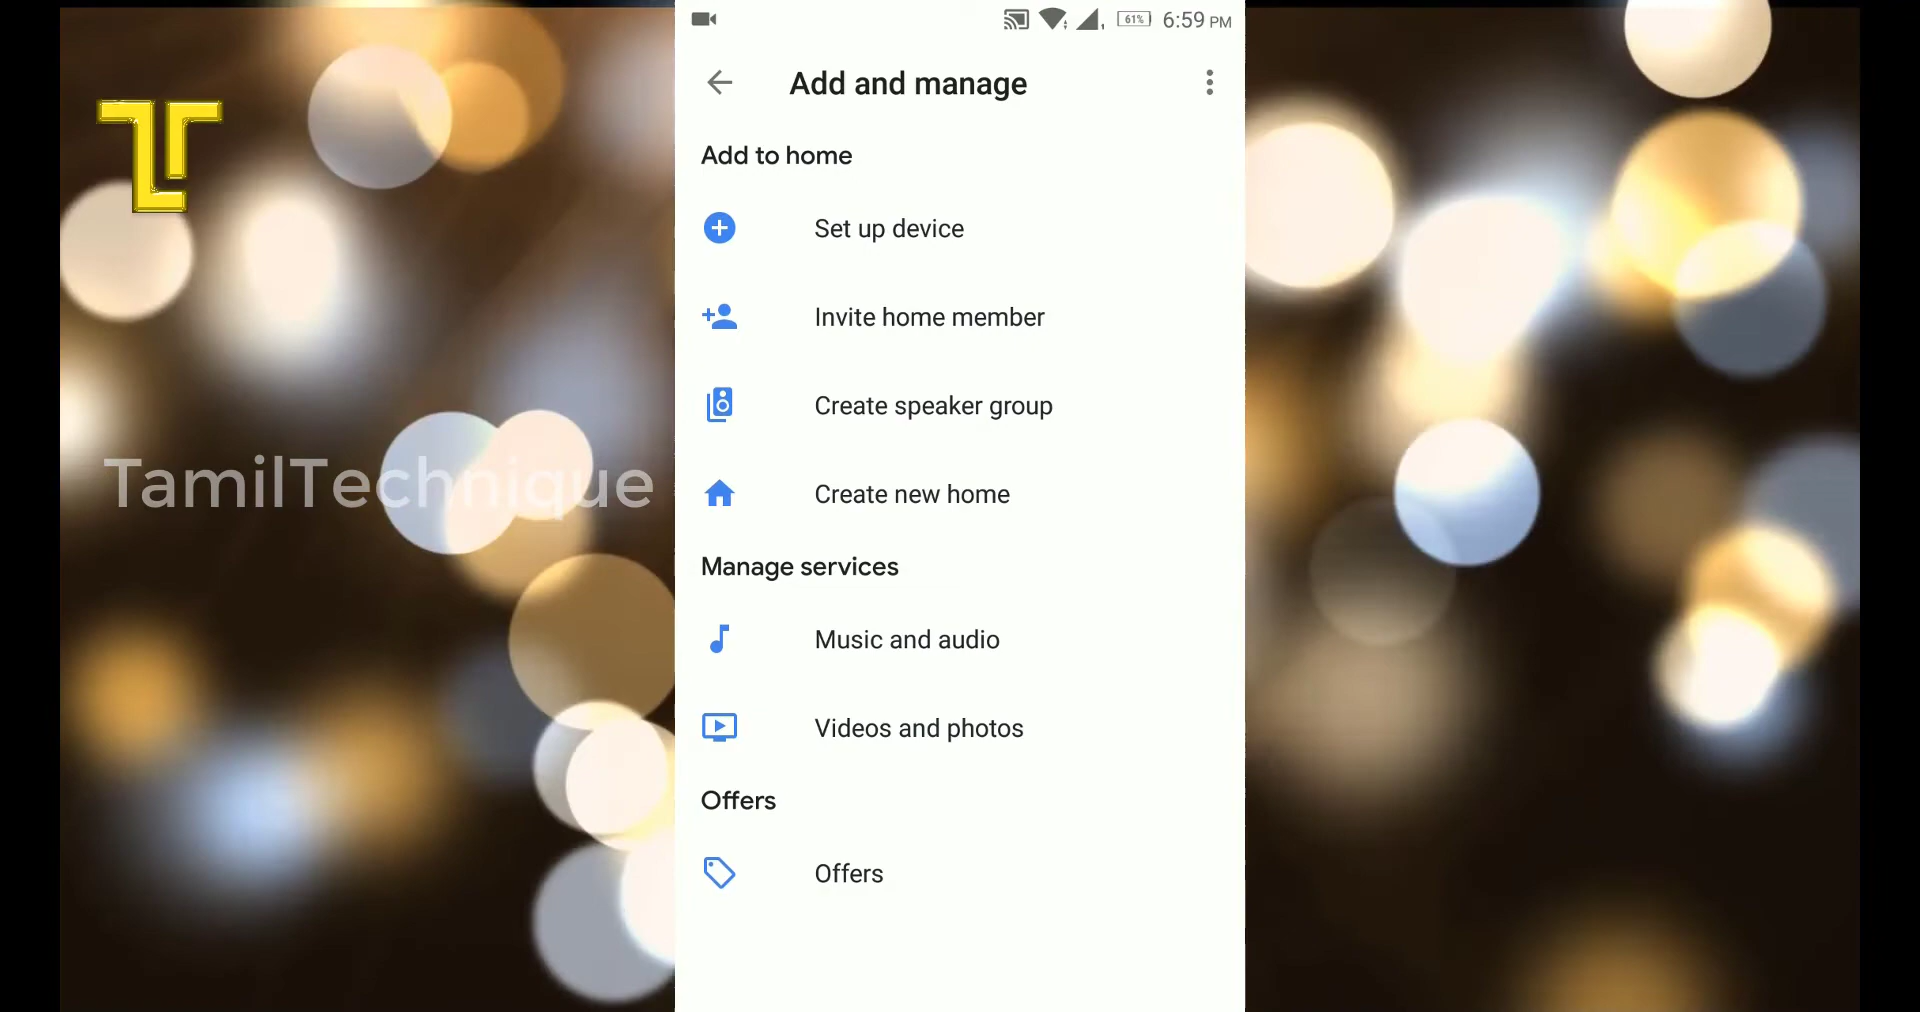 61% 6:59 PM
Add and manage
Add to home
Set up device
Invite home member
Create speaker group
Create new home
Manage services
Music and audio
Videos and photos
Offers
Offers
TamilTechnique